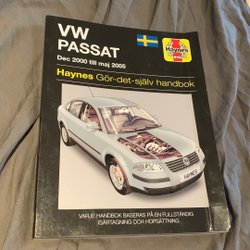 VW
PASSAT
Dec 2000 till maj 2005
Haynes
Haynes Gör-det-själv handbok
HAYNES
VARJE HANDBOK BASERAS PÅ EN FULLSTÄNDIG
ISÄRTAGNING OCH HOPSÄTTNING